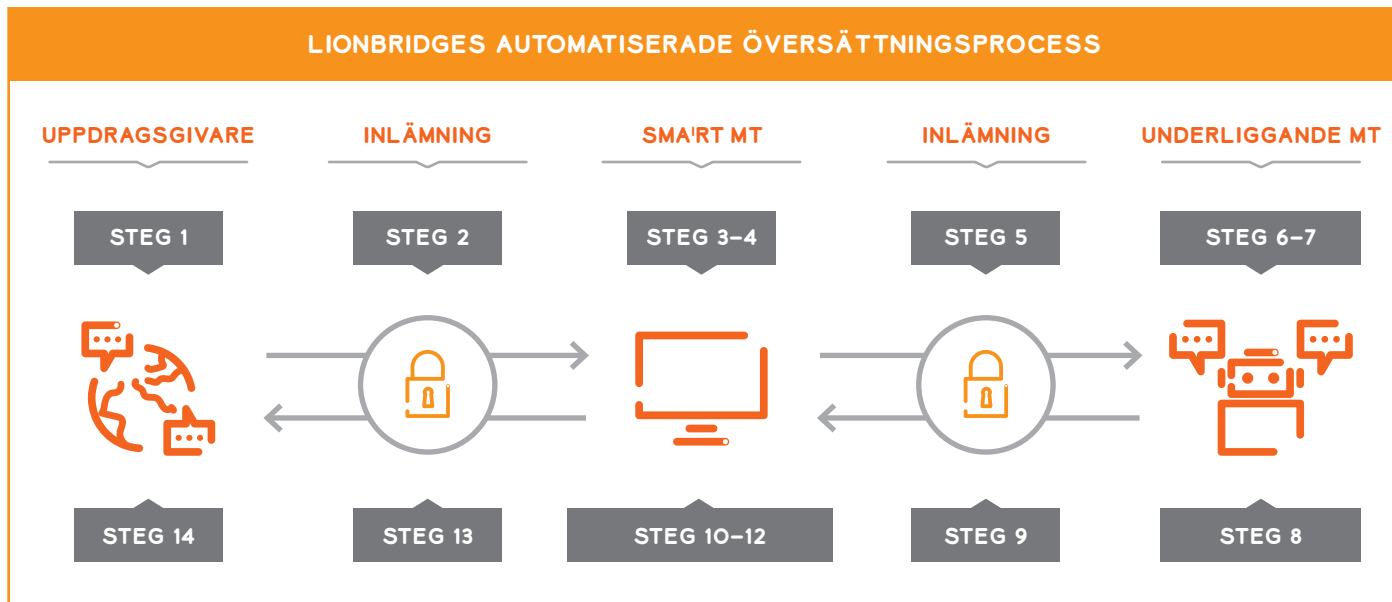 LIONBRIDGES AUTOMATISERADE ÖVERSÄTTNINGSPROCESS
UPPDRAGSGIVARE
INLÄMNING
SMA'RT MT
INLÄMNING
UNDERLIGGANDE MT
STEG 1
STEG 2
STEG 3–4
STEG 5
STEG 6–7
STEG 14
STEG 13
STEG 10–12
STEG 9
STEG 8